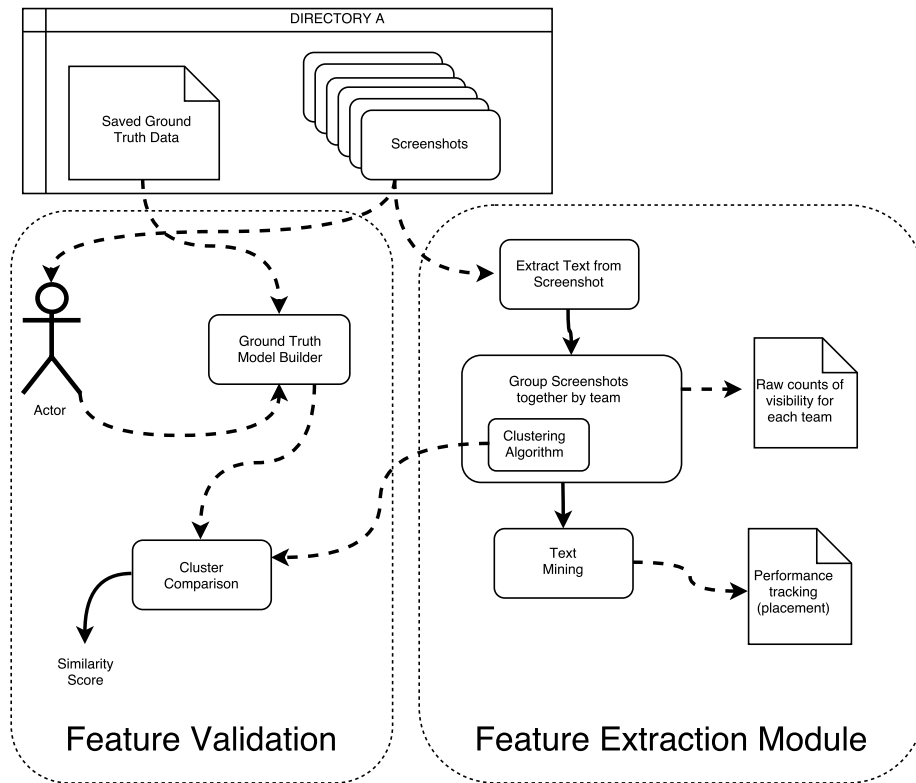 DIRECTORY A
Saved Ground
Truth Data
Screenshots
Extract Text from
Screenshot
Ground Truth
Model Builder
Actor
Group Screenshots
together by team
Clustering
Algorithm
Raw counts of
visibility for
each team
Cluster
Comparison
Text
Mining
Performance
tracking
(placement)
Similarity
Score
Feature Validation
Feature Extraction Module